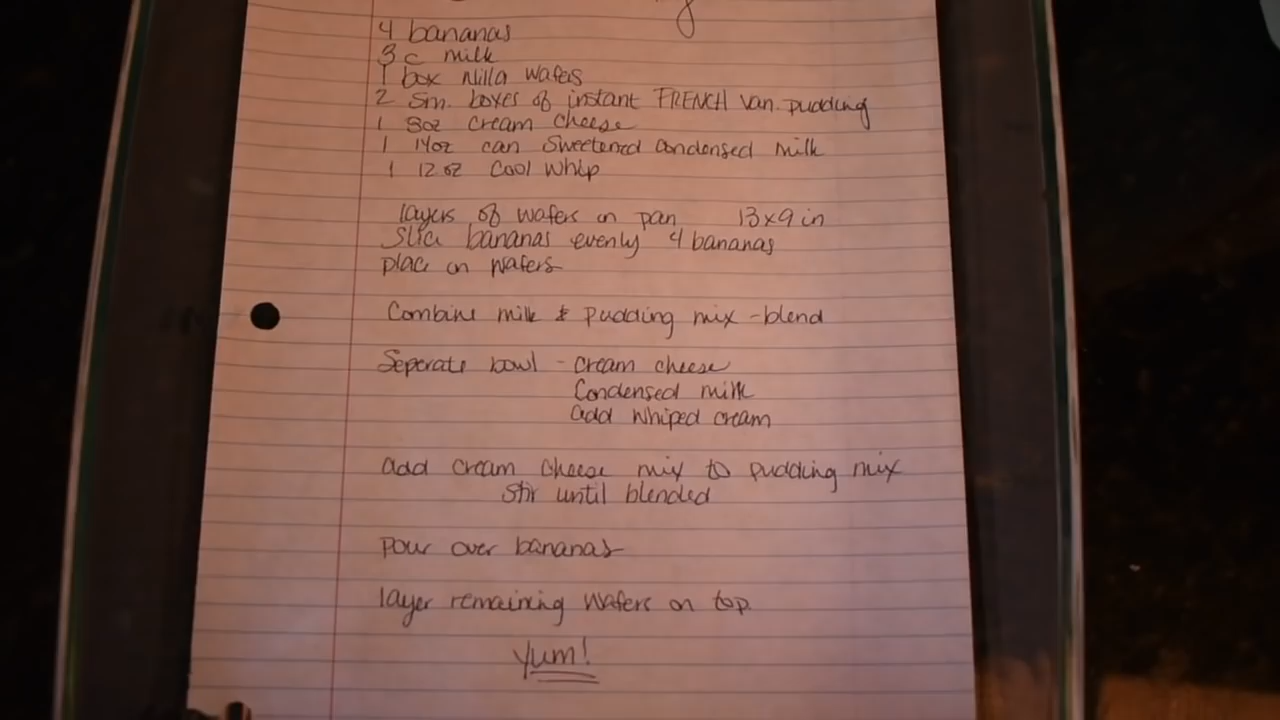 4 bananas
3 c milk
1 box Nilla wafers
2 sm. boxes of instant FRENCH van. pudding
1 8oz cream cheese
1 14oz can Sweetened Condensed Milk
1 12 oz Cool Whip
layers of wafers on pan 13x9 in
Slice bananas evenly 4 bananas
place on wafers
Combine milk & pudding mix - blend
Seperate bowl - cream cheese
Condensed milk
add whiped cream
add cream cheese mix to pudding mix
Stir until blended
pour over bananas
layer remaining wafers on top.
Yum!